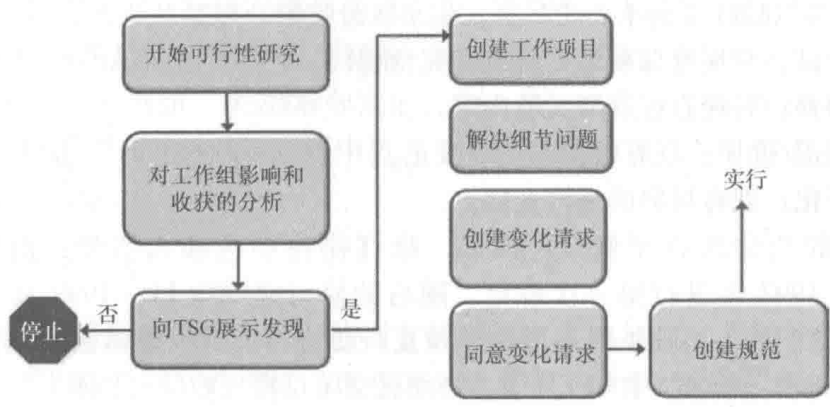 开始可行性研究
对工作组影响和
收获的分析
向TSG展示发现
否
停止
是
创建工作项目
解决细节问题
创建变化请求
同意变化请求
创建规范
实行